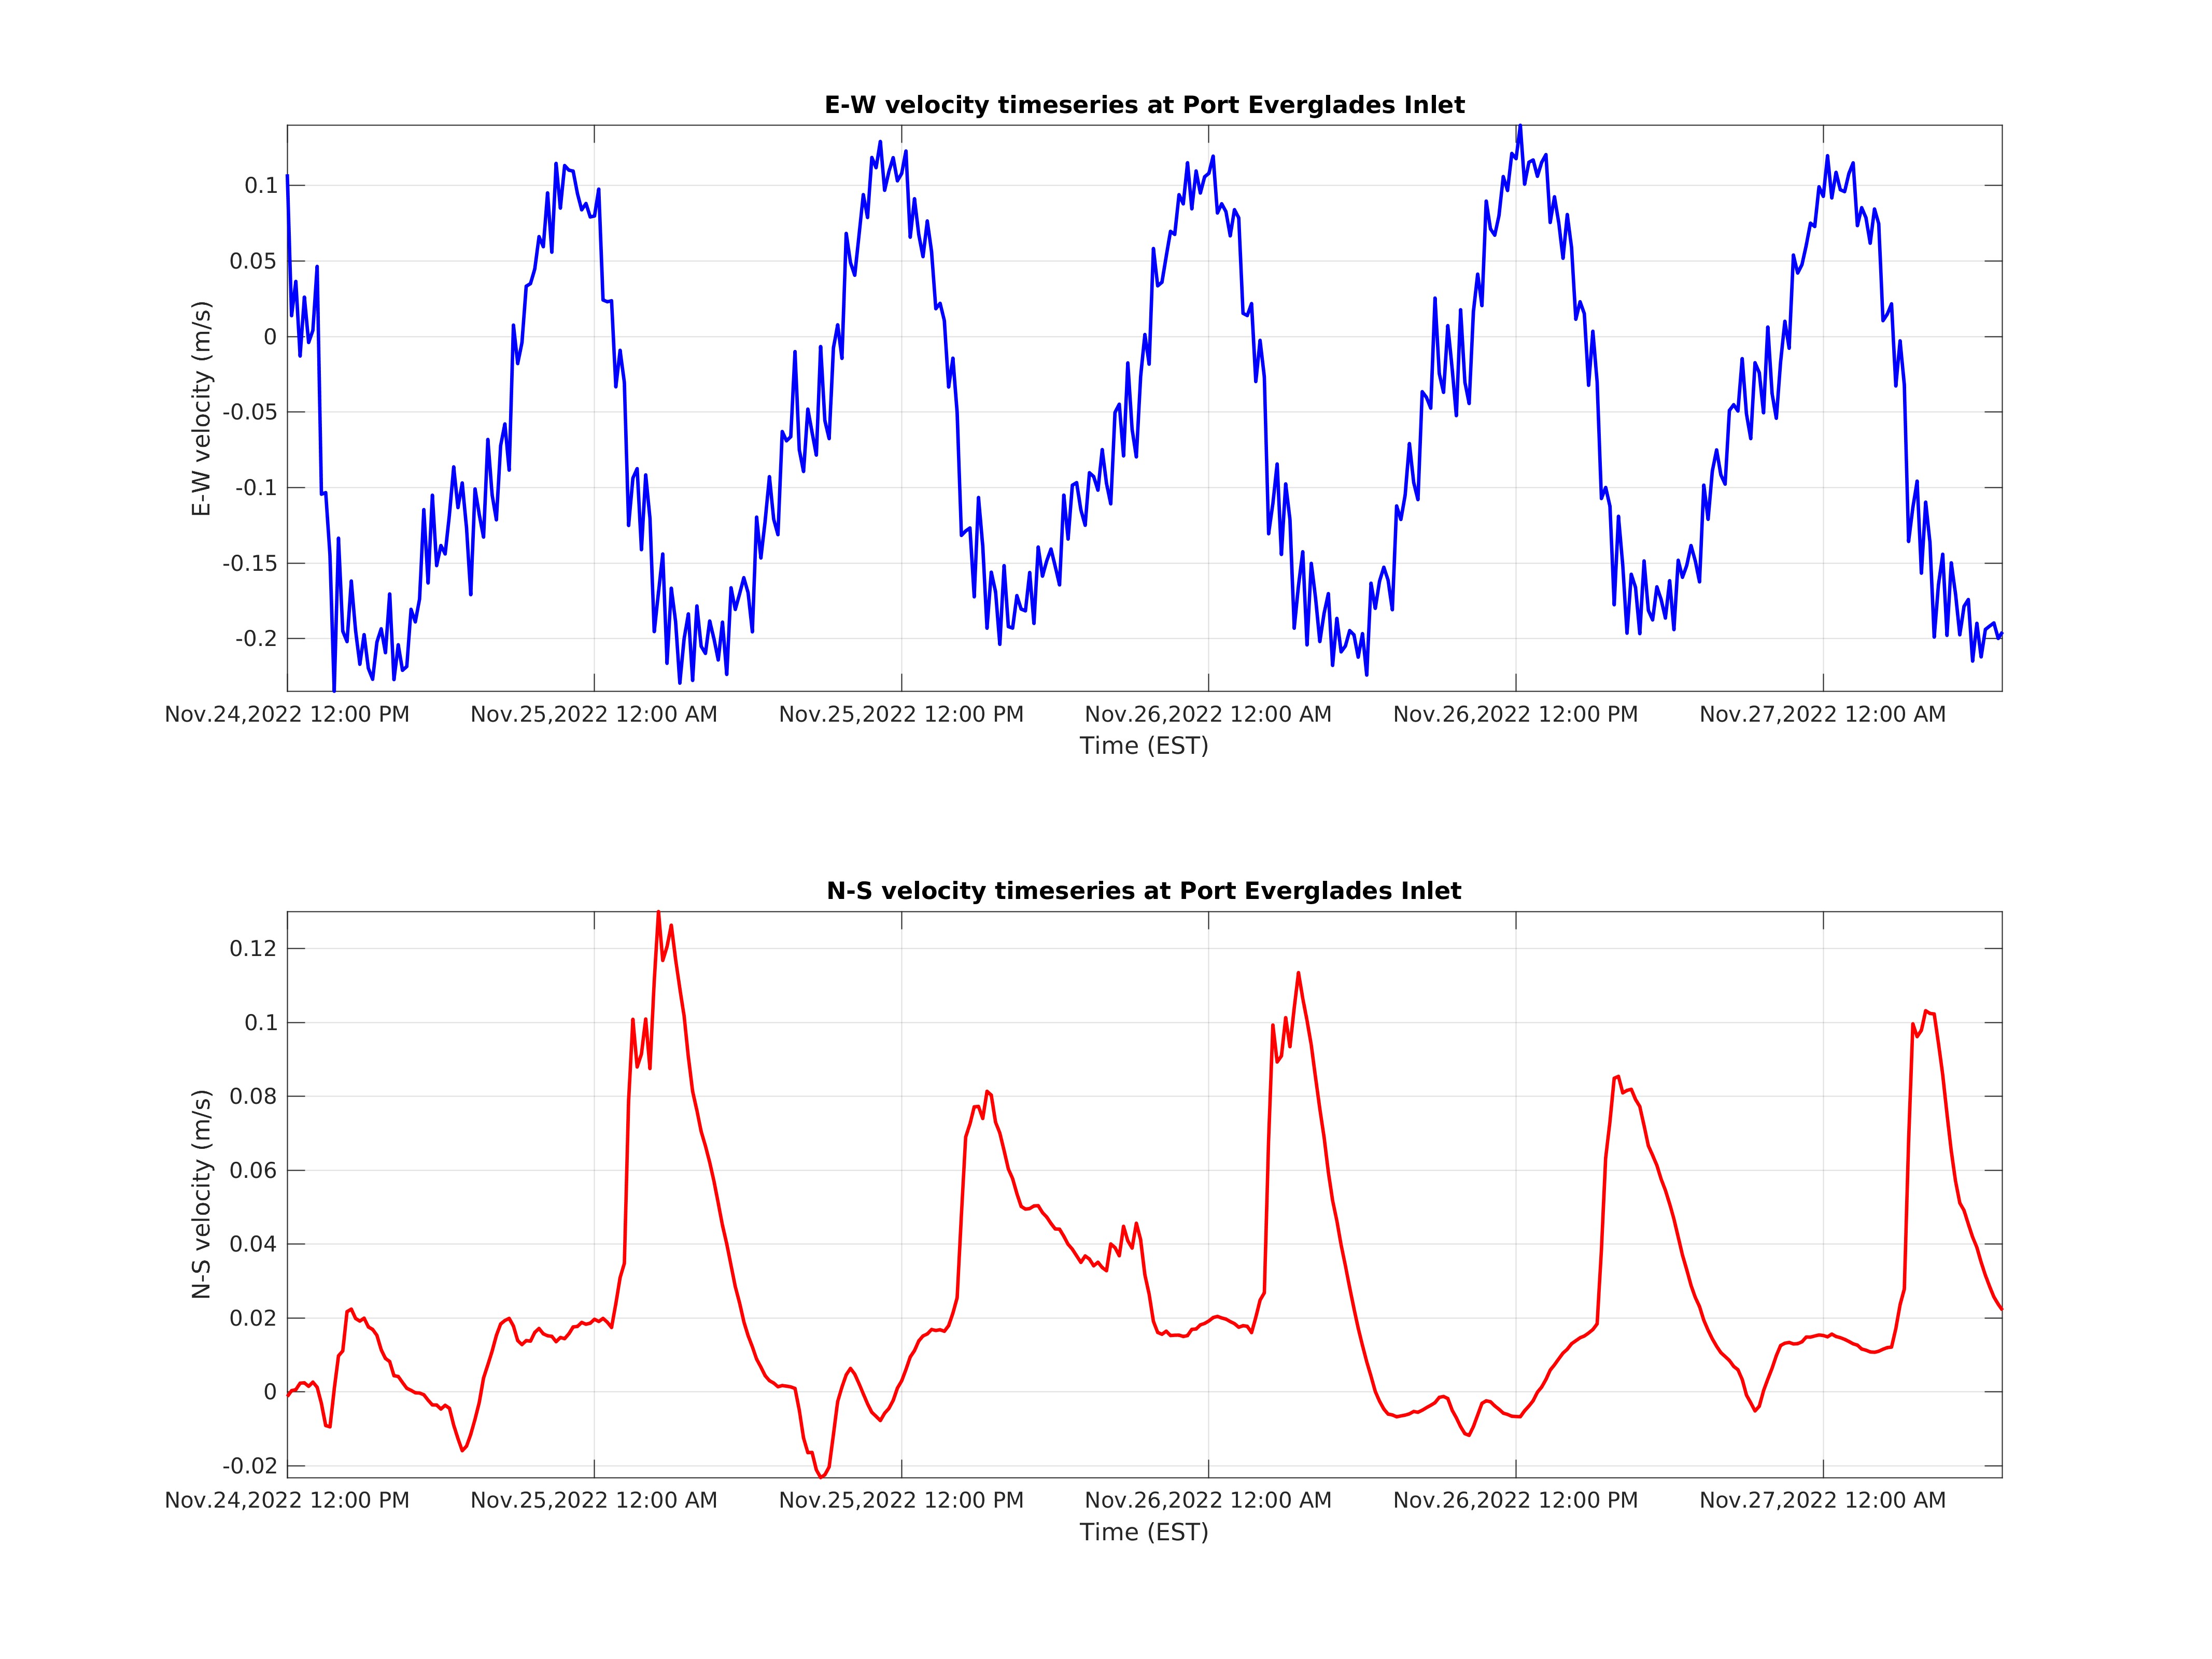 E-W velocity timeseries at Port Everglades Inlet
E-W velocity (m/s)
0.1
0.05
0
-0.05
-0.1
-0.15
-0.2
Nov.24,2022 12:00 PM Nov.25,2022 12:00 AM Nov.25,2022 12:00 PM Nov.26,2022 12:00 AM Nov.26,2022 12:00 PM Nov.27,2022 12:00 AM
Time (EST)
N-S velocity timeseries at Port Everglades Inlet
N-S velocity (m/s)
0.12
0.1
0.08
0.06
0.04
0.02
0
-0.02
Nov.24,2022 12:00 PM Nov.25,2022 12:00 AM Nov.25,2022 12:00 PM Nov.26,2022 12:00 AM Nov.26,2022 12:00 PM Nov.27,2022 12:00 AM
Time (EST)